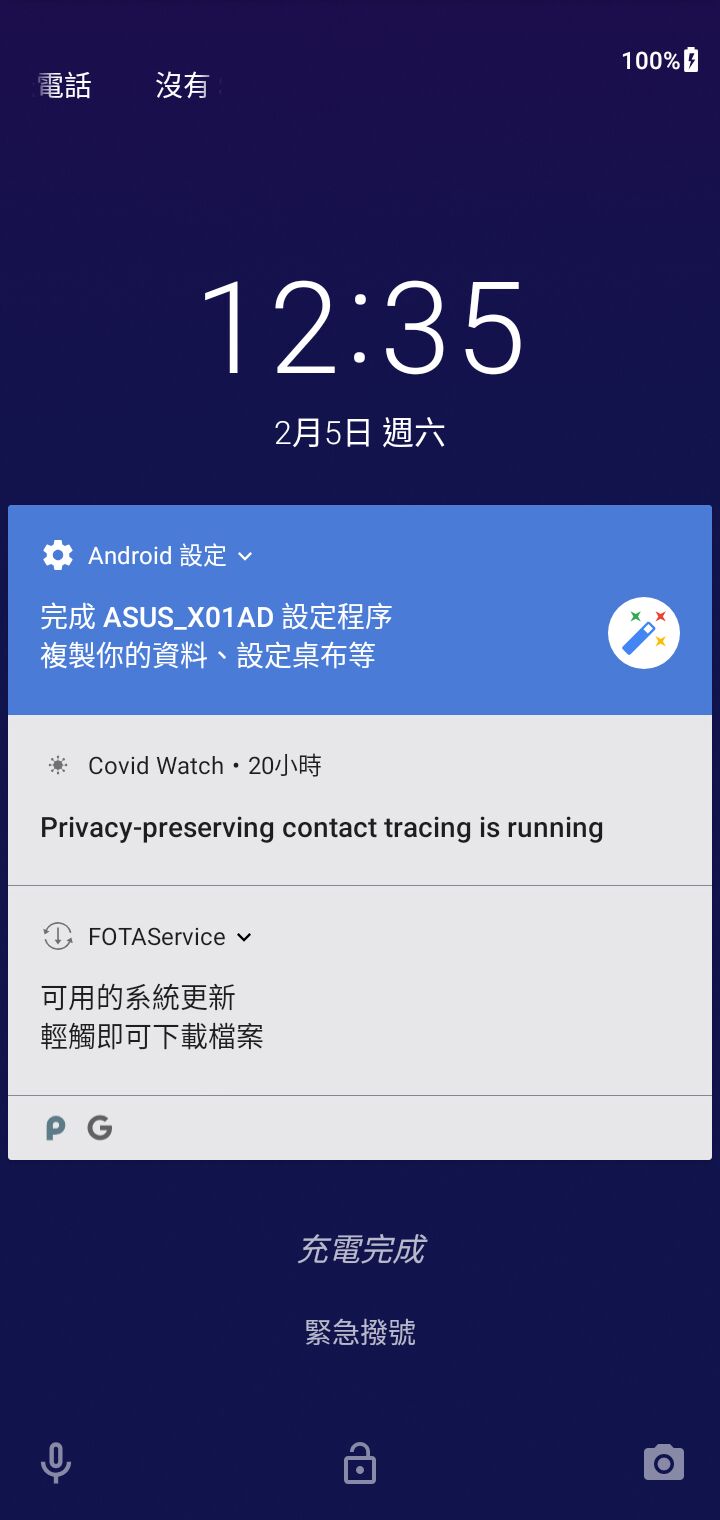 電話 沒有
100%
12:35
2月5日 週六
Android 設定
完成 ASUS_X01AD 設定程序
複製你的資料、設定桌布等
Covid Watch • 20小時
Privacy-preserving contact tracing is running
FOTAService
可用的系統更新
輕觸即可下載檔案
充電完成
緊急撥號